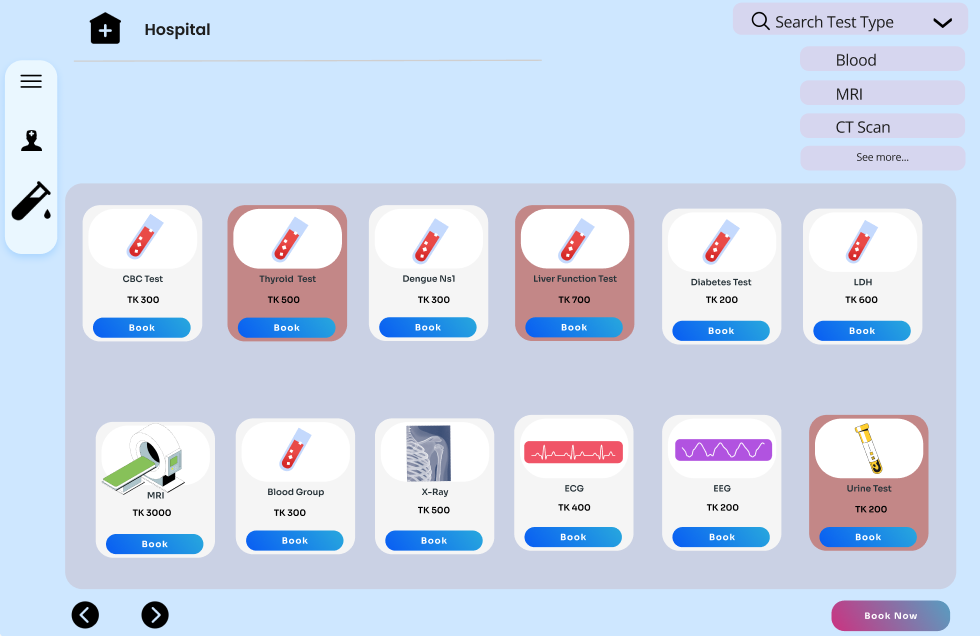 Hospital
Search Test Type
Blood
MRI
CT Scan
See more...
CBC Test
TK 300
Book
Thyroid Test
TK 500
Book
Dengue Ns1
TK 300
Book
Liver Function Test
TK 700
Book
Diabetes Test
TK 200
Book
LDH
TK 600
Book
MRI
TK 3000
Book
Blood Group
TK 300
Book
X-Ray
TK 500
Book
ECG
TK 400
Book
EEG
TK 200
Book
Urine Test
TK 200
Book
Book Now